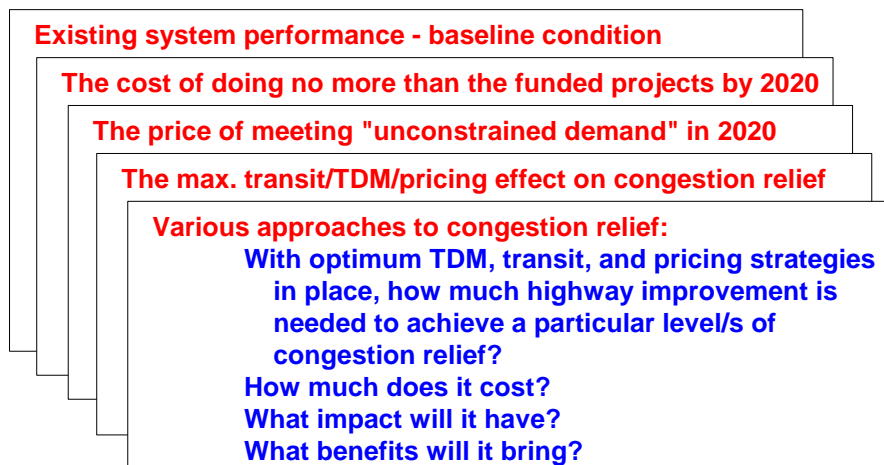 Existing system performance - baseline condition
The cost of doing no more than the funded projects by 2020
The price of meeting "unconstrained demand" in 2020
The max. transit/TDM/pricing effect on congestion relief
Various approaches to congestion relief:
With optimum TDM, transit, and pricing strategies
in place, how much highway improvement is
needed to achieve a particular level/s of
congestion relief?
How much does it cost?
What impact will it have?
What benefits will it bring?